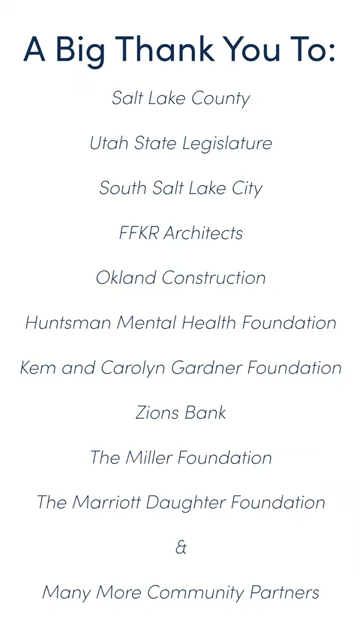 A Big Thank You To:
Salt Lake County
Utah State Legislature
South Salt Lake City
FFKR Architects
Okland Construction
Huntsman Mental Health Foundation
Kem and Carolyn Gardner Foundation
Zions Bank
The Miller Foundation
The Marriott Daughter Foundation
&
Many More Community Partners